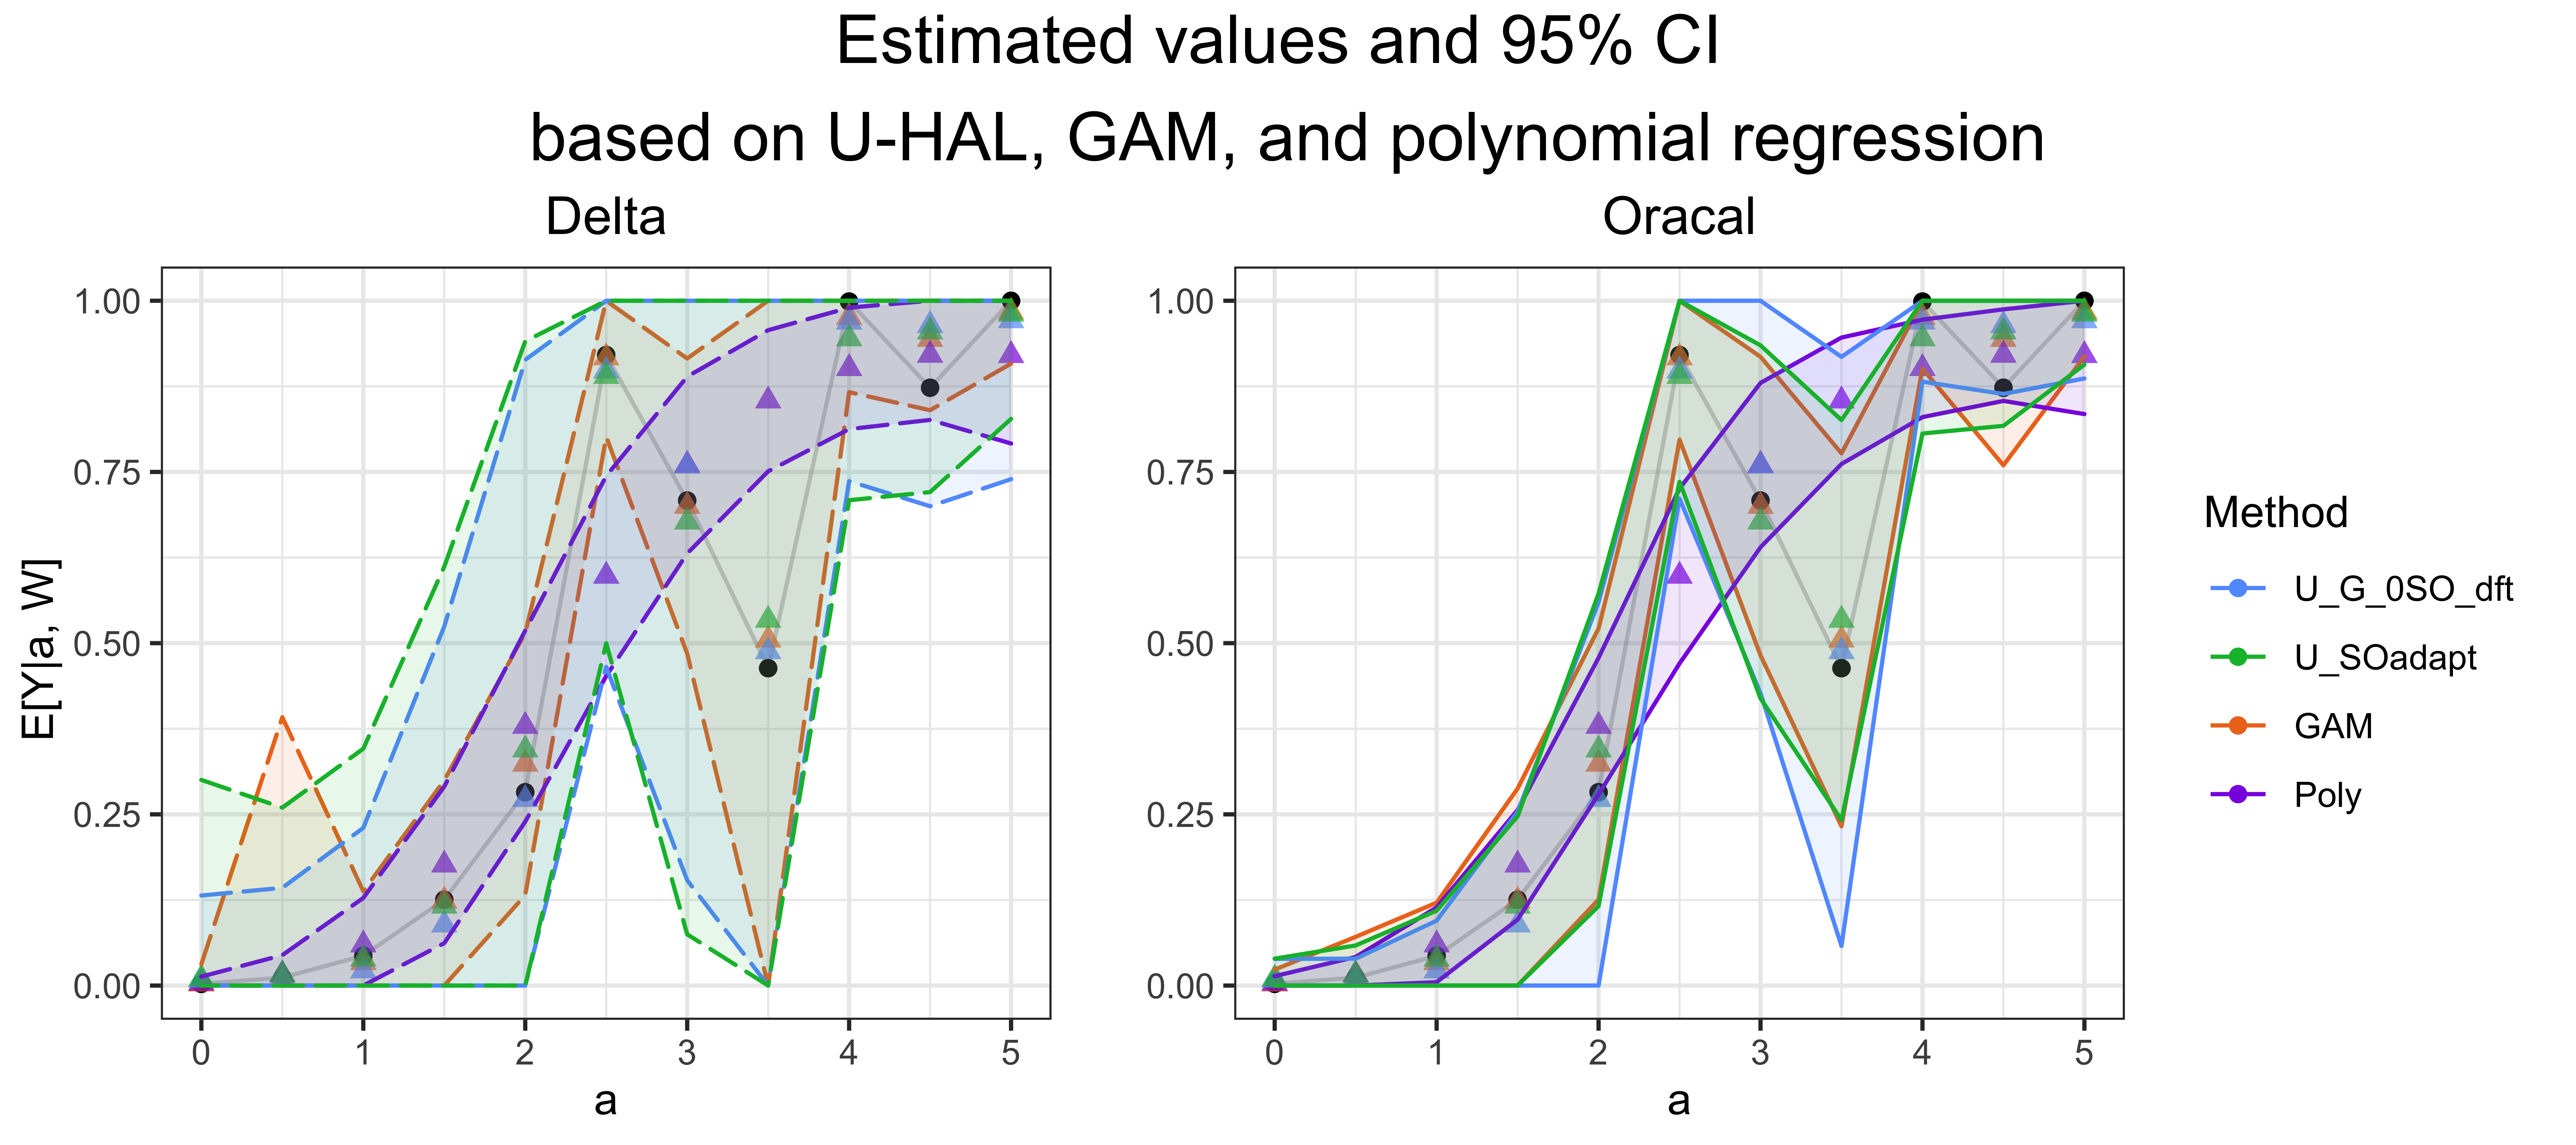 Estimated values and 95% CI
based on U-HAL, GAM, and polynomial regression
Delta
Oracal
E[Y|a, W]
1.00
0.75
0.50
0.25
0.00
0 1 2 3 4 5
a
1.00
0.75
0.50
0.25
0.00
0 1 2 3 4 5
a
Method
U_G_0SO_dft
U_SOadapt
GAM
Poly